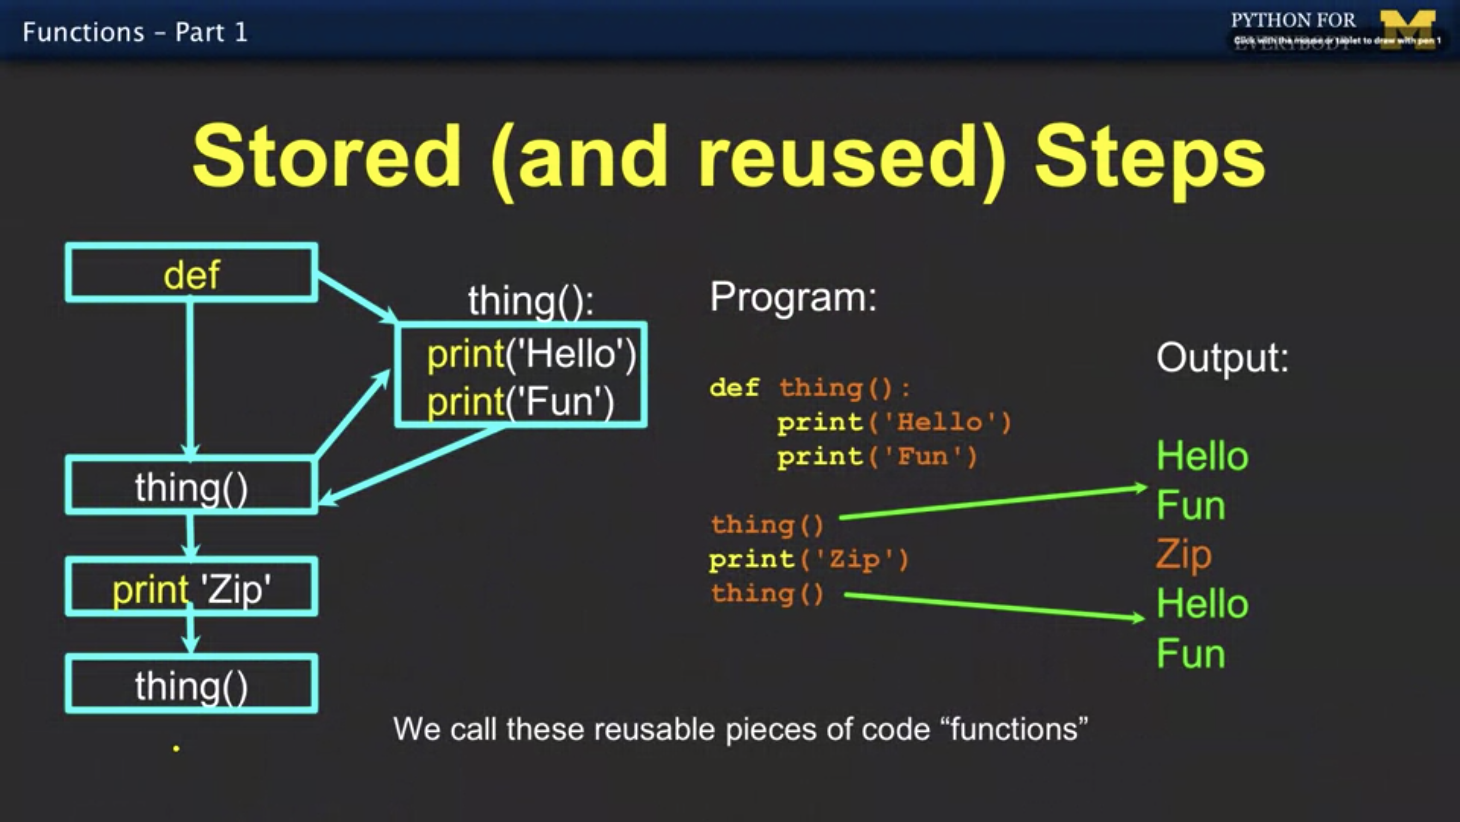 Functions – Part 1
PYTHON FOR
EVERYBODY
Click with the mouse or tablet to draw with pen 1
M
Stored (and reused) Steps
def
thing():
print('Hello')
print('Fun')
thing()
print 'Zip'
thing()
Program:
def thing():
    print('Hello')
    print('Fun')
thing()
print('Zip')
thing()
Output:
Hello
Fun
Zip
Hello
Fun
We call these reusable pieces of code “functions”